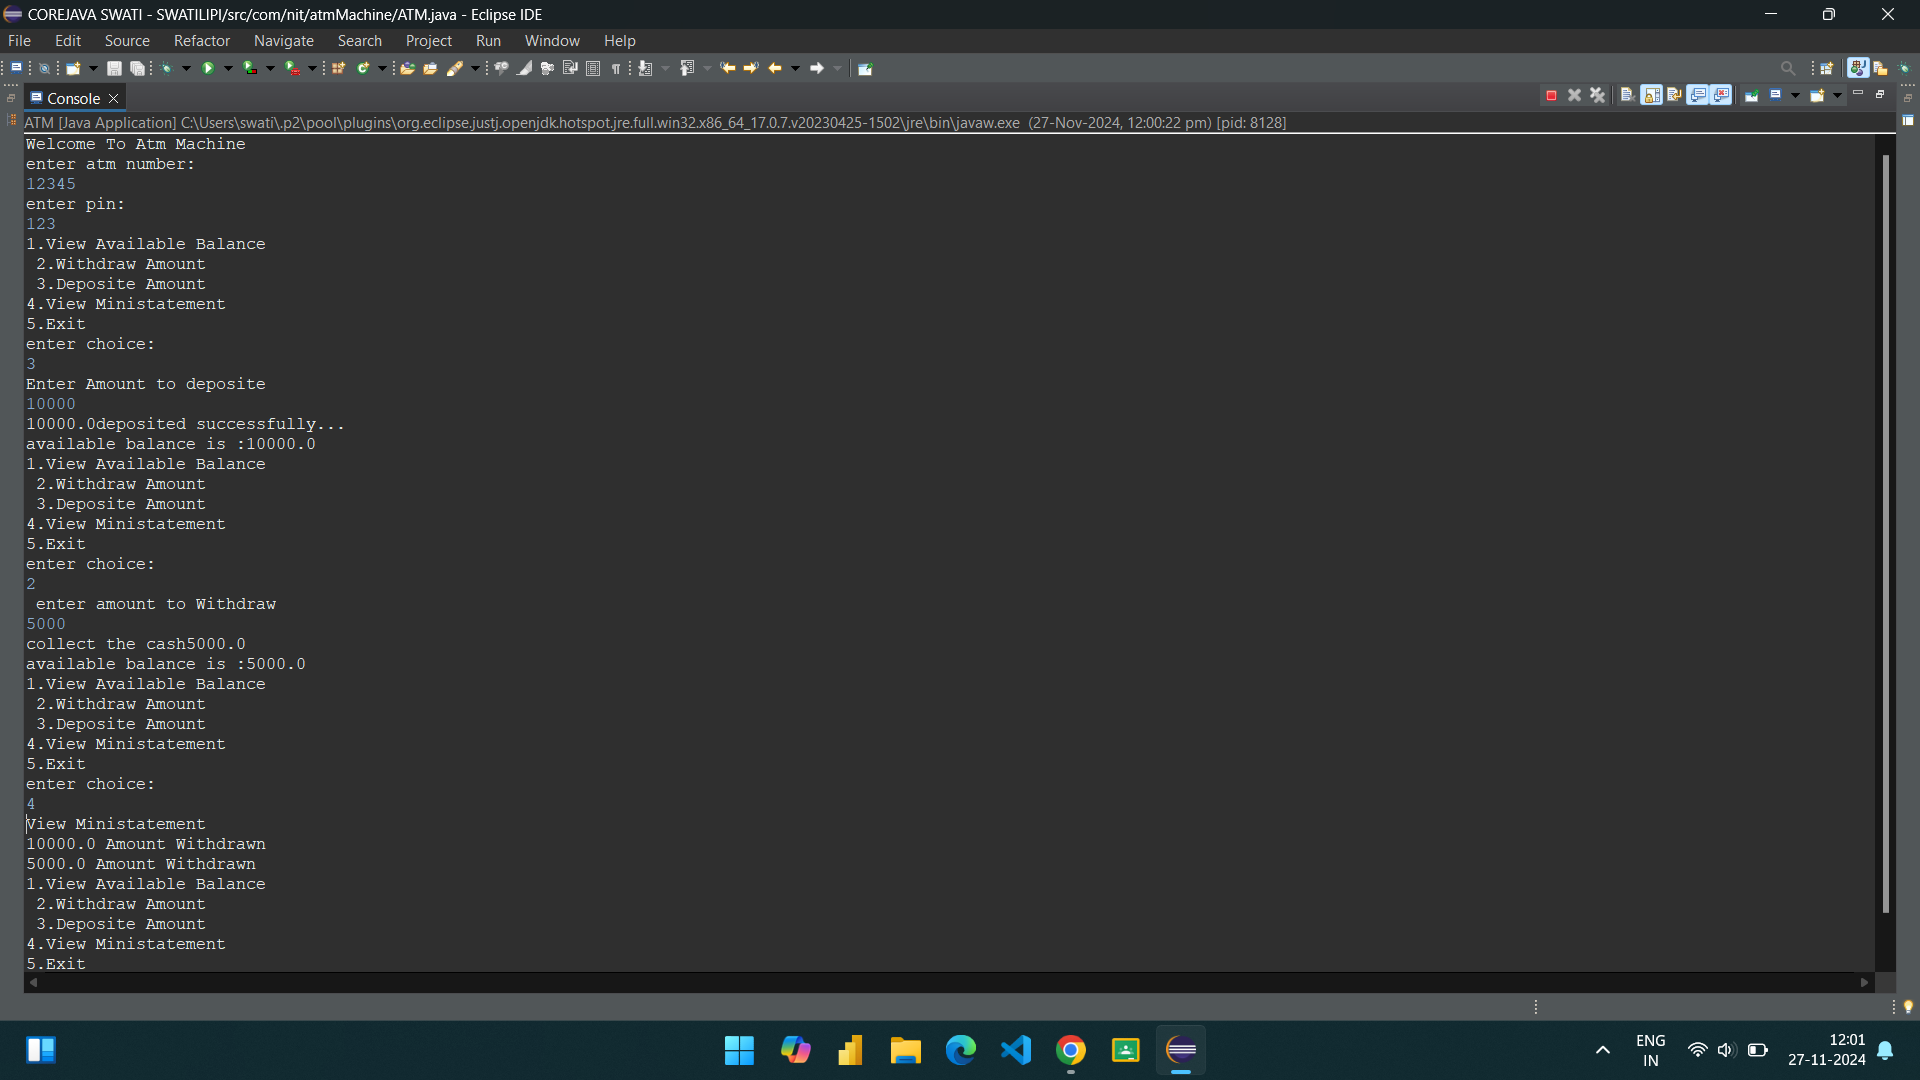 COREJAVA SWATI - SWATILIPI/src/com/nit/atmMachine/ATM.java - Eclipse IDE
File Edit Source Refactor Navigate Search Project Run Window Help
Console
ATM [Java Application] C:\Users\swati\.p2\pool\plugins\org.eclipse.justj.openjdk.hotspot.jre.full.win32.x86_64_17.0.7.v20230425-1502\jre\bin\javaw.exe (27-Nov-2024, 12:00:22 pm) [pid: 8128]
Welcome To Atm Machine
enter atm number:
12345
enter pin:
123
1.View Available Balance
 2.Withdraw Amount
 3.Deposite Amount
4.View Ministatement
5.Exit
enter choice:
3
Enter Amount to deposite
10000
10000.0deposited successfully...
available balance is :10000.0
1.View Available Balance
 2.Withdraw Amount
 3.Deposite Amount
4.View Ministatement
5.Exit
enter choice:
2
 enter amount to Withdraw
5000
collect the cash5000.0
available balance is :5000.0
1.View Available Balance
 2.Withdraw Amount
 3.Deposite Amount
4.View Ministatement
5.Exit
enter choice:
4
View Ministatement
10000.0 Amount Withdrawn
5000.0 Amount Withdrawn
1.View Available Balance
 2.Withdraw Amount
 3.Deposite Amount
4.View Ministatement
5.Exit
ENG
IN
12:01
27-11-2024